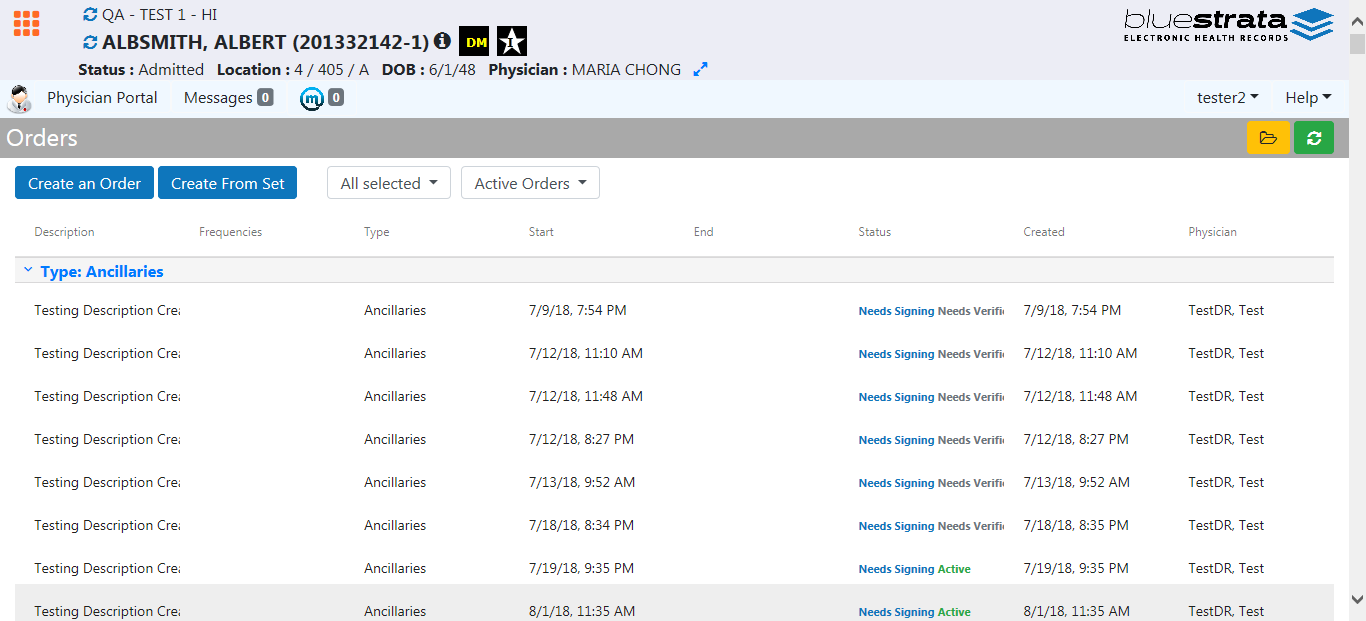 QA - TEST 1 - HI
ALBSMITH, ALBERT (201332142-1) DM 1
Status : Admitted Location : 4 / 405 / A DOB : 6/1/48 Physician : MARIA CHONG
bluestrata
ELECTRONIC HEALTH RECORDS
Physician Portal Messages 0 m 0 tester2 Help
Orders
Create an Order Create From Set All selected Active Orders
Description Frequencies Type Start End Status Created Physician
Type: Ancillaries
Testing Description Crea Ancillaries 7/9/18, 7:54 PM Needs Signing Needs Verifi 7/9/18, 7:54 PM TestDR, Test
Testing Description Crea Ancillaries 7/12/18, 11:10 AM Needs Signing Needs Verifi 7/12/18, 11:10 AM TestDR, Test
Testing Description Crea Ancillaries 7/12/18, 11:48 AM Needs Signing Needs Verifi 7/12/18, 11:48 AM TestDR, Test
Testing Description Crea Ancillaries 7/12/18, 8:27 PM Needs Signing Needs Verifi 7/12/18, 8:27 PM TestDR, Test
Testing Description Crea Ancillaries 7/13/18, 9:52 AM Needs Signing Needs Verifi 7/13/18, 9:52 AM TestDR, Test
Testing Description Crea Ancillaries 7/18/18, 8:34 PM Needs Signing Needs Verifi 7/18/18, 8:35 PM TestDR, Test
Testing Description Crea Ancillaries 7/19/18, 9:35 PM Needs Signing Active 7/19/18, 9:35 PM TestDR, Test
Testing Description Crea Ancillaries 8/1/18, 11:35 AM Needs Signing Active 8/1/18, 11:35 AM TestDR, Test